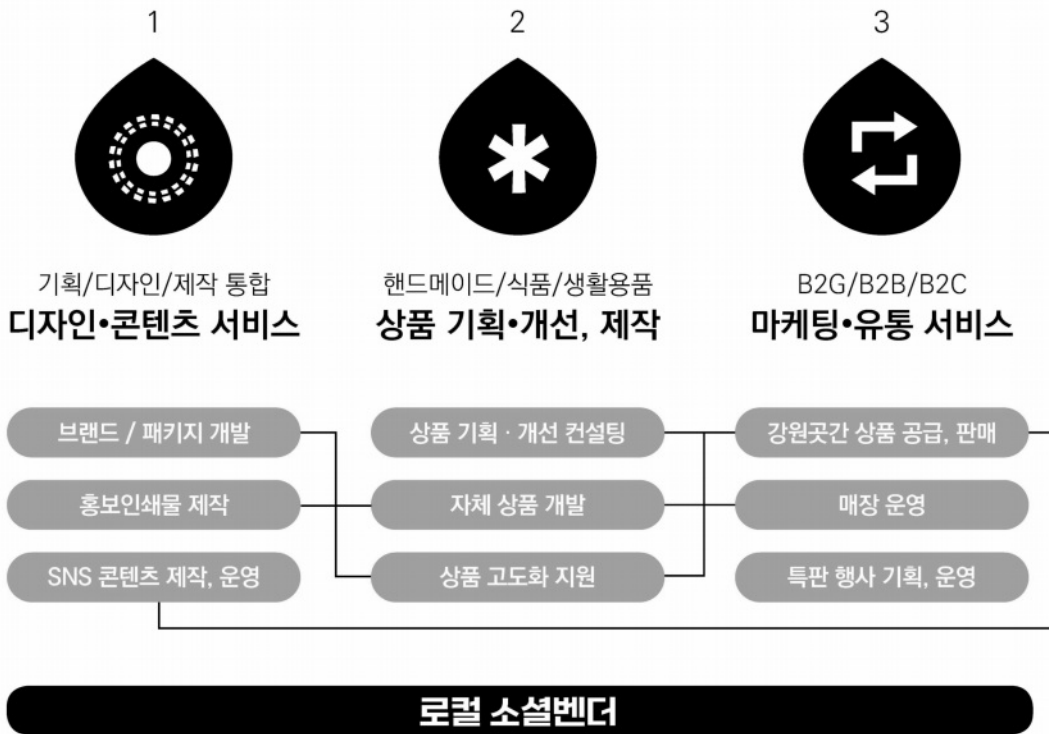 1
2
3
기획/디자인/제작 통합
디자인•콘텐츠 서비스
핸드메이드/식품/생활용품
상품 기획•개선, 제작
B2G/B2B/B2C
마케팅•유통 서비스
브랜드 / 패키지 개발
상품 기획 · 개선 컨설팅
강원곳간 상품 공급, 판매
홍보인쇄물 제작
자체 상품 개발
매장 운영
SNS 콘텐츠 제작, 운영
상품 고도화 지원
특판 행사 기획, 운영
로컬 소셜벤더